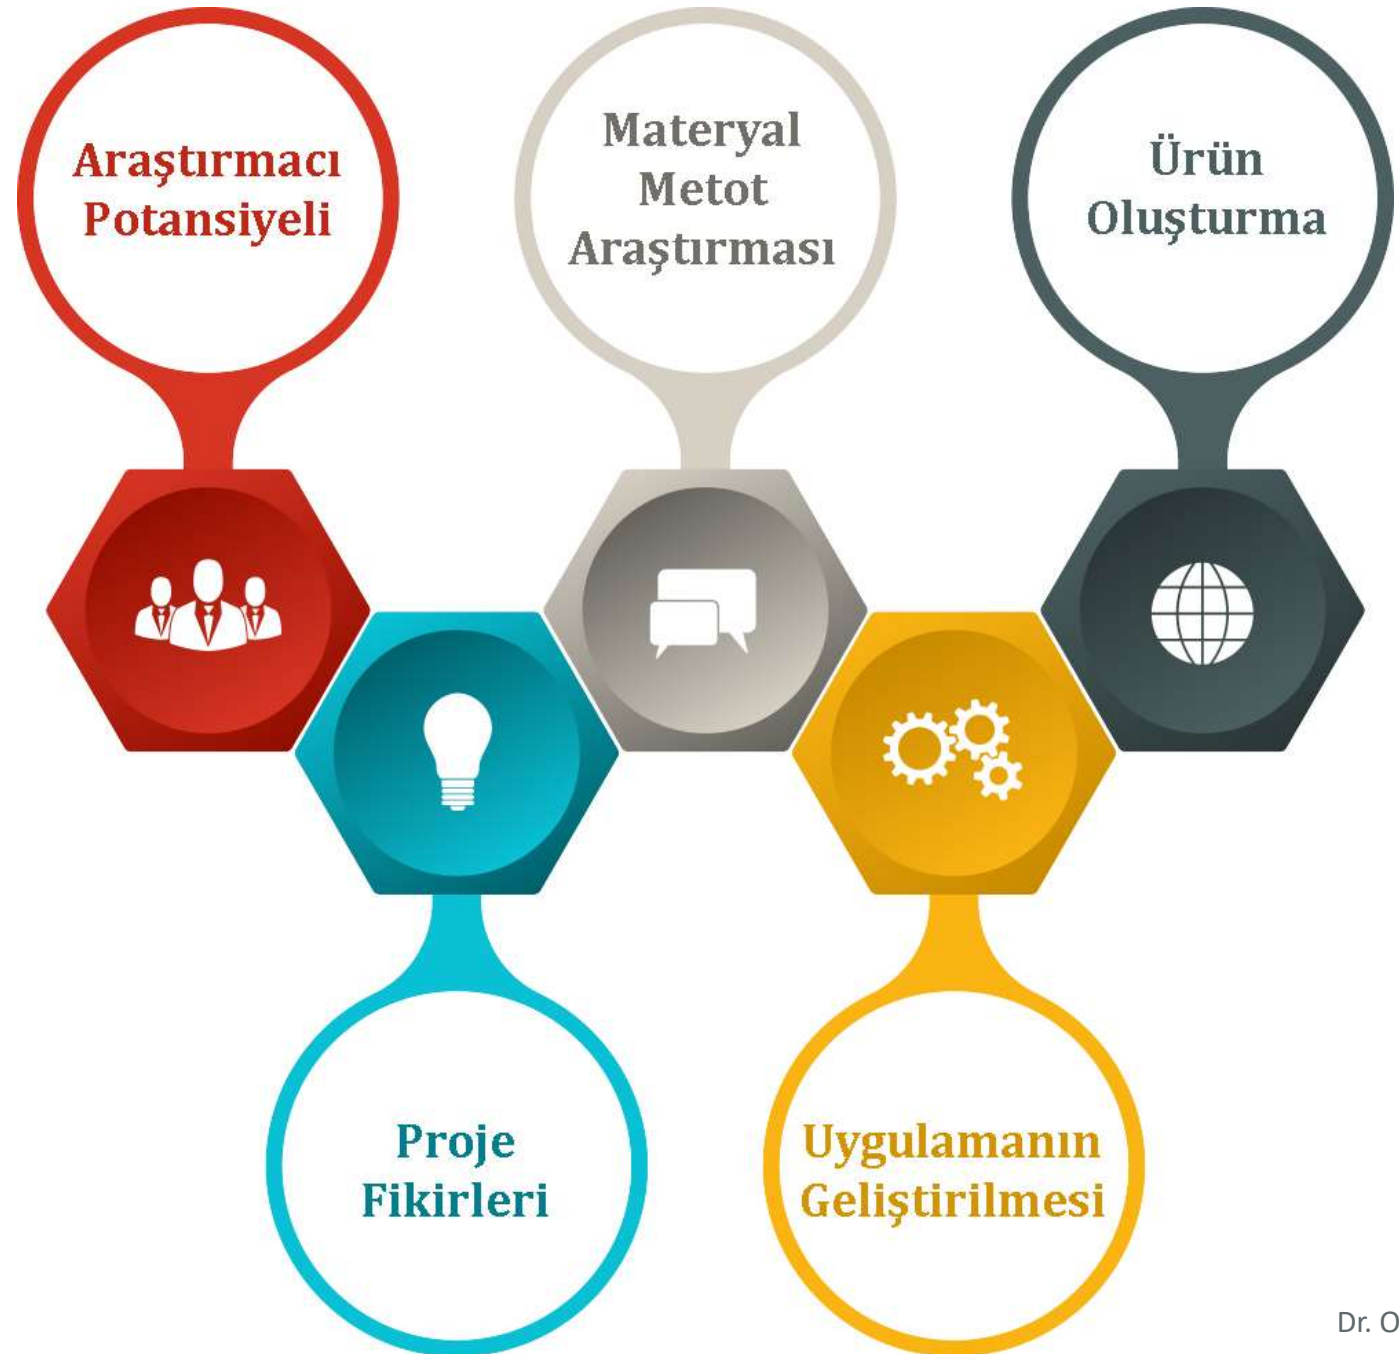 Araştırmacı
Potansiyeli
Materyal
Metot
Araştırması
Ürün
Oluşturma
Proje
Fikirleri
Uygulamanın
Geliştirilmesi
Dr. O